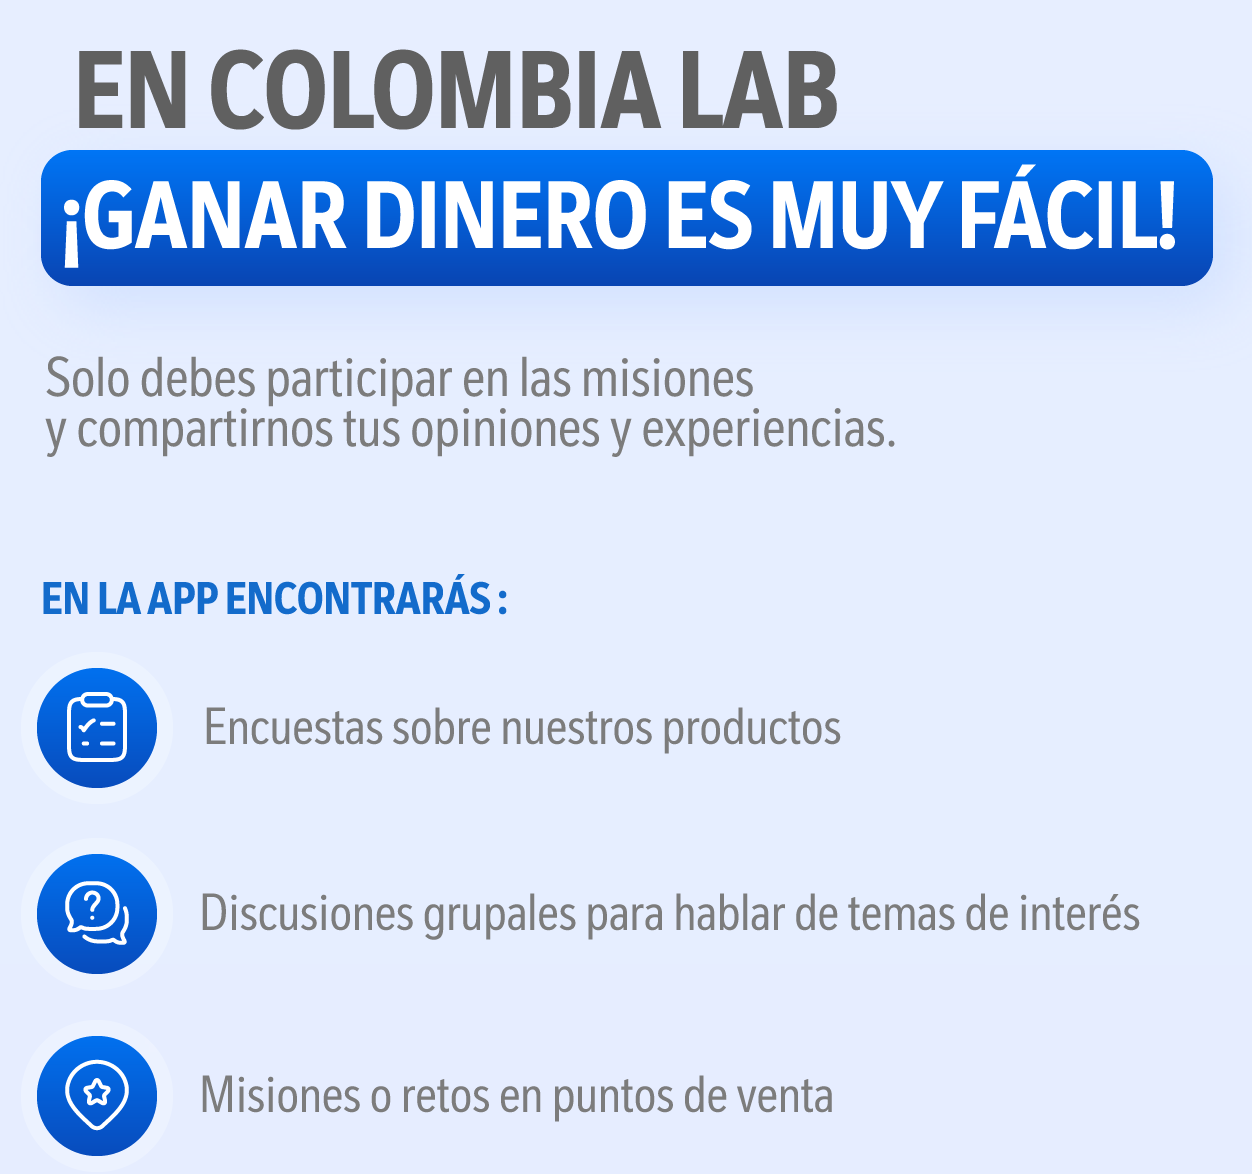 EN COLOMBIA LAB
¡GANAR DINERO ES MUY FÁCIL!
Solo debes participar en las misiones
y compartirnos tus opiniones y experiencias.
EN LA APP ENCONTRARÁS :
Encuestas sobre nuestros productos
Discusiones grupales para hablar de temas de interés
Misiones o retos en puntos de venta